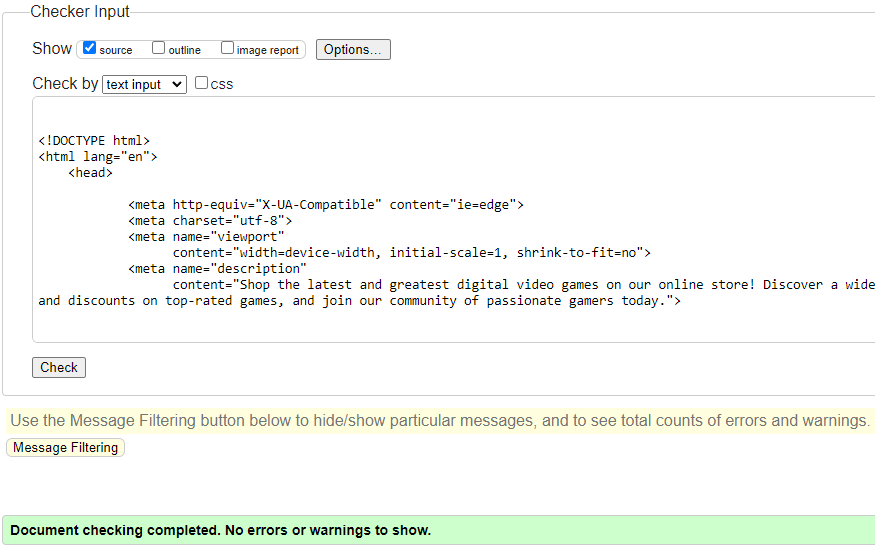 Checker Input
Show source outline image report Options...
Check by text input css
<!DOCTYPE html>
<html lang="en">
<head>
<meta http-equiv="X-UA-Compatible" content="ie=edge">
<meta charset="utf-8">
<meta name="viewport"
content="width=device-width, initial-scale=1, shrink-to-fit=no">
<meta name="description"
content="Shop the latest and greatest digital video games on our online store! Discover a wide
and discounts on top-rated games, and join our community of passionate gamers today.">
Check
Use the Message Filtering button below to hide/show particular messages, and to see total counts of errors and warnings.
Message Filtering
Document checking completed. No errors or warnings to show.